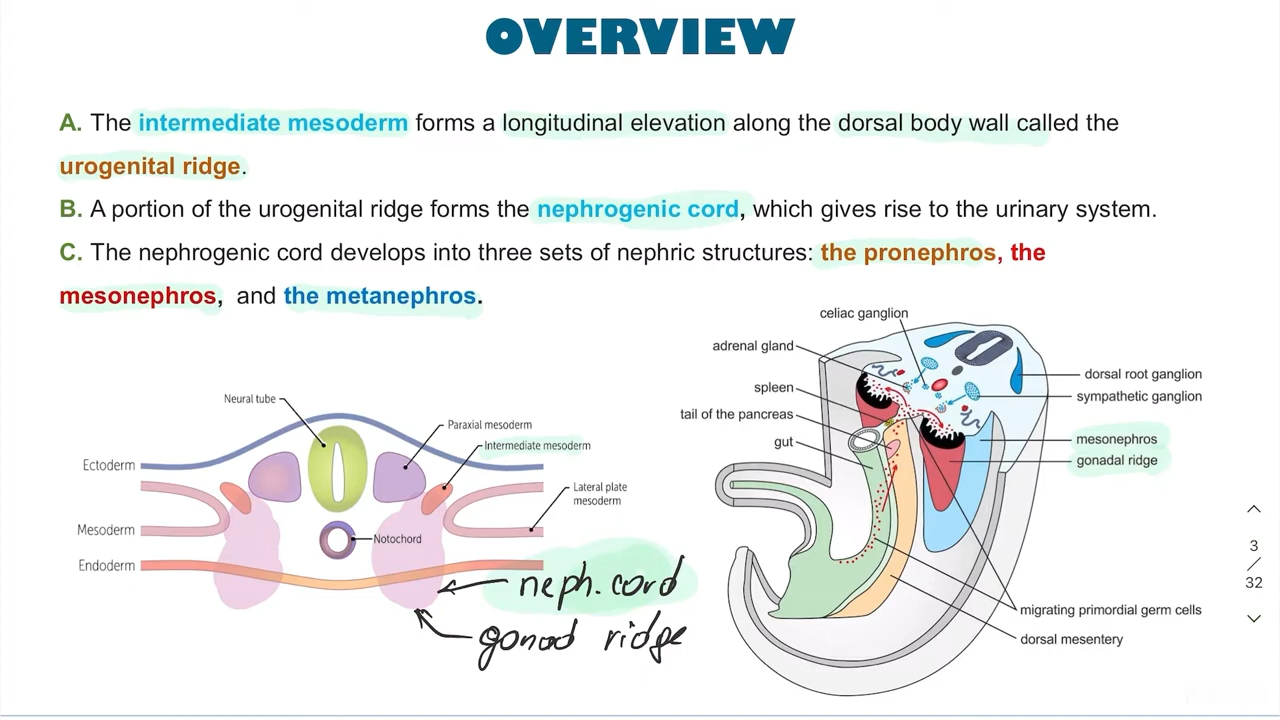 OVERVIEW
A. The intermediate mesoderm forms a longitudinal elevation along the dorsal body wall called the
urogenital ridge.
B. A portion of the urogenital ridge forms the nephrogenic cord, which gives rise to the urinary system.
C. The nephrogenic cord develops into three sets of nephric structures: the pronephros, the
mesonephros, and the metanephros.
Neural tube
Paraxial mesoderm
Intermediate mesoderm
Ectoderm
Lateral plate
mesoderm
Mesoderm
Notochord
Endoderm
neph. cord
gonad ridge
celiac ganglion
adrenal gland
spleen
tail of the pancreas
gut
dorsal root ganglion
sympathetic ganglion
mesonephros
gonadal ridge
migrating primordial germ cells
dorsal mesentery
3
/
32